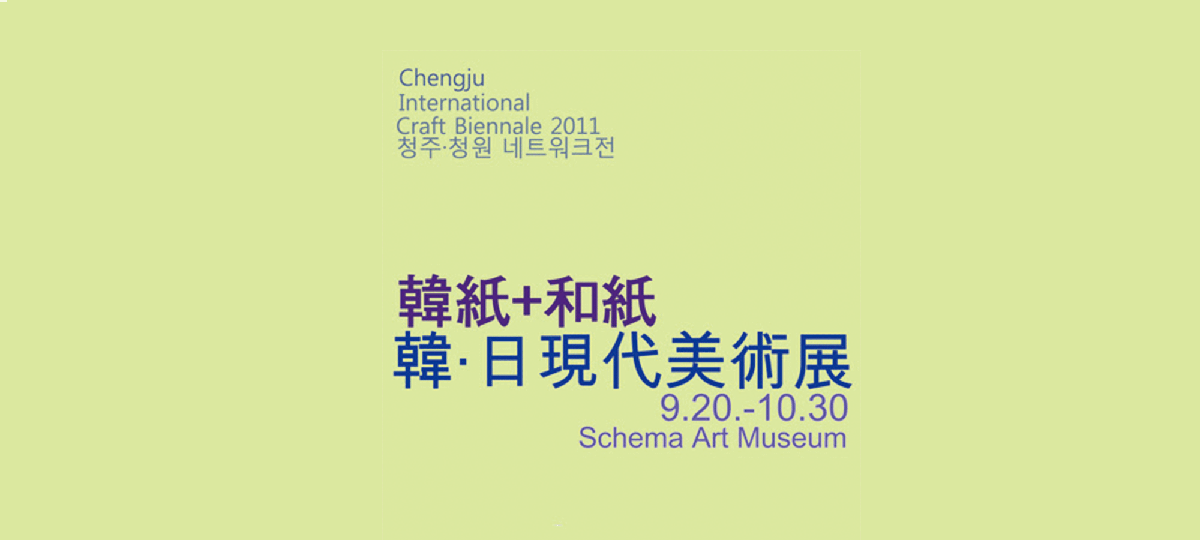 Chengju
International
Craft Biennale 2011
청주·청원 네트워크전
韓紙+和紙
韓·日現代美術展
9.20.-10.30
Schema Art Museum